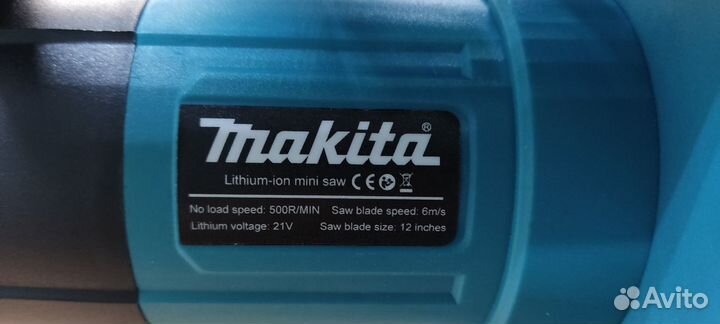 makita®
Lithium-ion mini saw CE
No load speed: 500R/MIN Saw blade speed: 6m/s
Lithium voltage: 21V Saw blade size: 12 inches
Avito